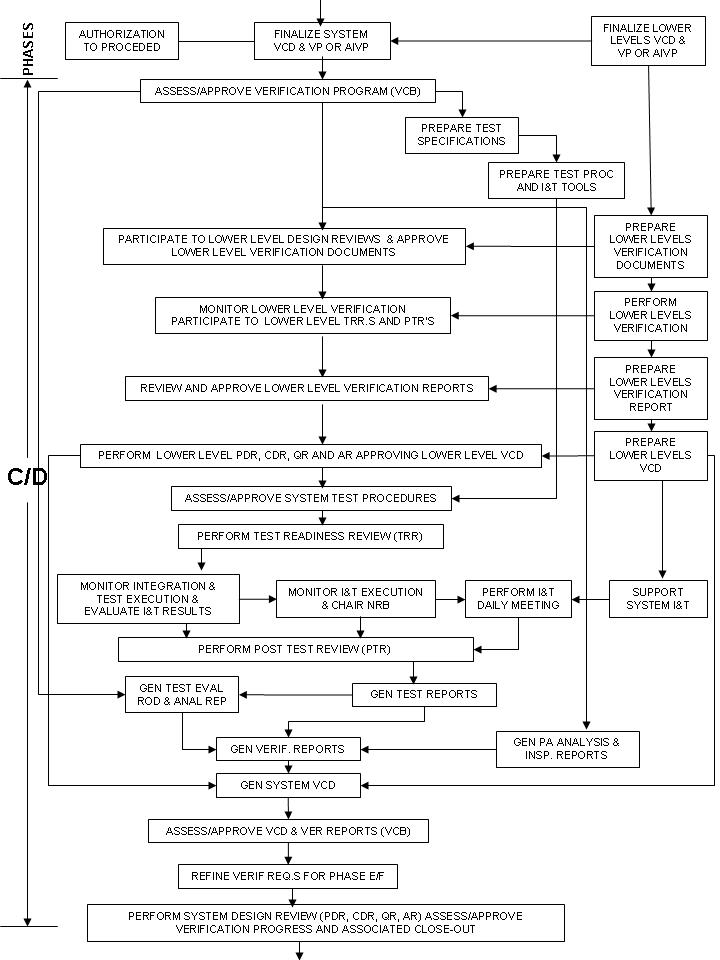 PHASES
AUTHORIZATION
TO PROCEDED
FINALIZE SYSTEM
VCD & VP OR AIVP
FINALIZE LOWER
LEVELS VCD &
VP OR AIVP
ASSESS/APPROVE VERIFICATION PROGRAM (VCB)
PREPARE TEST
SPECIFICATIONS
PREPARE TEST PROC
AND I&T TOOLS
PARTICIPATE TO LOWER LEVEL DESIGN REVIEWS & APPROVE
LOWER LEVEL VERIFICATION DOCUMENTS
PREPARE
LOWER LEVELS
VERIFICATION
DOCUMENTS
MONITOR LOWER LEVEL VERIFICATION
PARTICIPATE TO LOWER LEVEL TRR.S AND PTR'S
PERFORM
LOWER LEVELS
VERIFICATION
REVIEW AND APPROVE LOWER LEVEL VERIFICATION REPORTS
PREPARE
LOWER LEVELS
VERIFICATION
REPORT
PERFORM LOWER LEVEL PDR, CDR, QR AND AR APPROVING LOWER LEVEL VCD
PREPARE
LOWER LEVELS
VCD
C/D
ASSESS/APPROVE SYSTEM TEST PROCEDURES
PERFORM TEST READINESS REVIEW (TRR)
MONITOR INTEGRATION &
TEST EXECUTION &
EVALUATE I&T RESULTS
MONITOR I&T EXECUTION
& CHAIR NRB
PERFORM I&T
DAILY MEETING
SUPPORT
SYSTEM I&T
PERFORM POST TEST REVIEW (PTR)
GEN TEST EVAL
ROD & ANAL REP
GEN TEST REPORTS
GEN VERIF. REPORTS
GEN PA ANALYSIS &
INSP. REPORTS
GEN SYSTEM VCD
ASSESS/APPROVE VCD & VER REPORTS (VCB)
REFINE VERIF REQ.S FOR PHASE E/F
PERFORM SYSTEM DESIGN REVIEW (PDR, CDR, QR, AR) ASSESS/APPROVE
VERIFICATION PROGRESS AND ASSOCIATED CLOSE-OUT